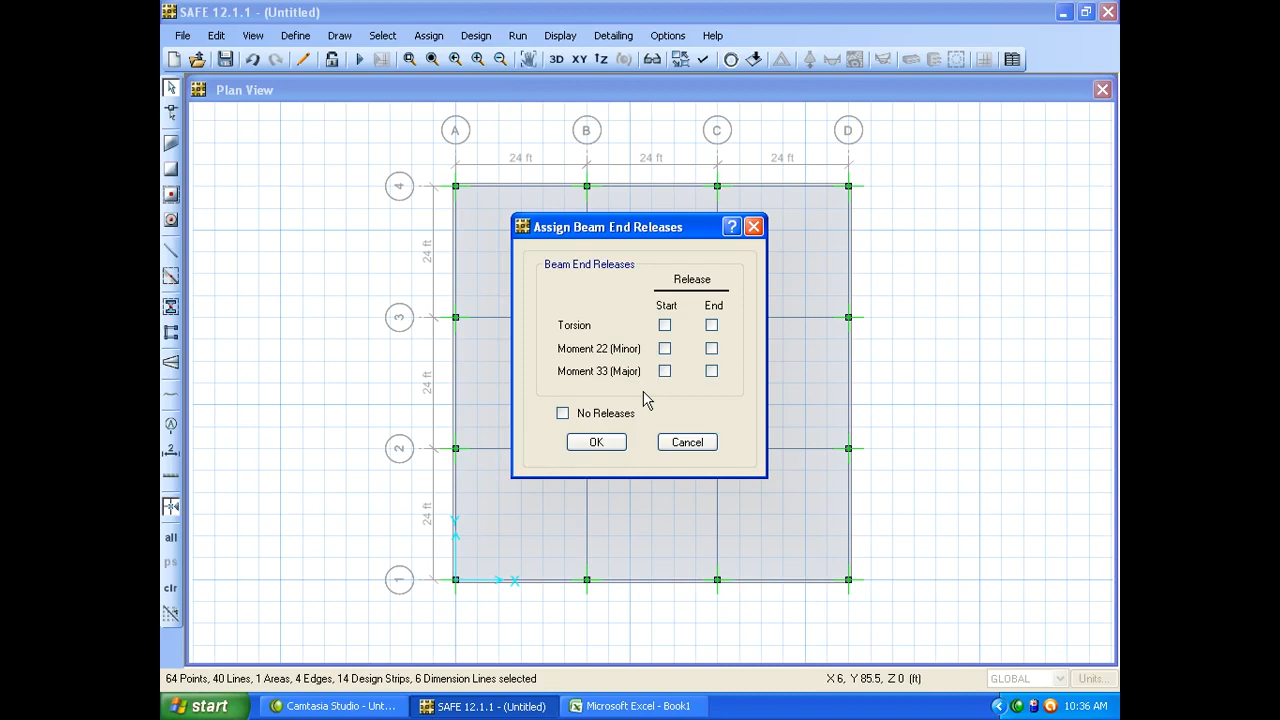 SAFE 12.1.1 - (Untitled)
File Edit View Define Draw Select Assign Design Run Display Detailing Options Help
3D XY
Plan View
A B C D
24 ft 24 ft 24 ft
4
24 ft
3
24 ft
2
24 ft
1
Y
X
Assign Beam End Releases
Beam End Releases
Release
Start End
Torsion
Moment 22 (Minor)
Moment 33 (Major)
No Releases
OK Cancel
all
ps
clr
64 Points, 40 Lines, 1 Areas, 4 Edges, 14 Design Strips, 6 Dimension Lines selected
X 6, Y 85.5, Z 0 (ft)
GLOBAL
Units...
start
Camtasia Studio - Unt...
SAFE 12.1.1 - (Untitled)
Microsoft Excel - Book1
10:36 AM